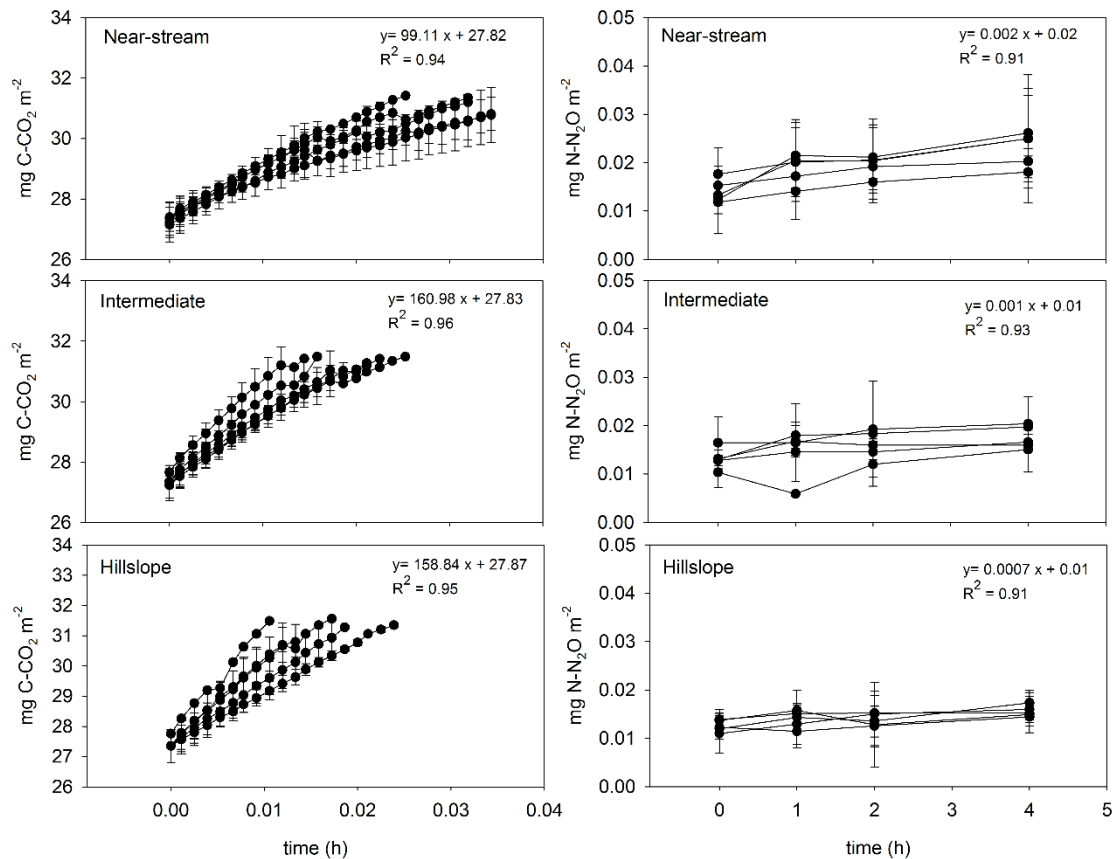 34
32
30
28
26
mg C-CO2 m-2
Near-stream
y= 99.11 x + 27.82
R2 = 0.94
0.05
0.04
0.03
0.02
0.01
0.00
mg N-N2O m-2
Near-stream
y= 0.002 x + 0.02
R2 = 0.91
34
32
30
28
26
mg C-CO2 m-2
Intermediate
y= 160.98 x + 27.83
R2 = 0.96
0.05
0.04
0.03
0.02
0.01
0.00
mg N-N2O m-2
Intermediate
y= 0.001 x + 0.01
R2 = 0.93
34
33
32
31
30
29
28
27
26
mg C-CO2 m-2
Hillslope
y= 158.84 x + 27.87
R2 = 0.95
0.00 0.01 0.02 0.03 0.04
time (h)
0.05
0.04
0.03
0.02
0.01
0.00
mg N-N2O m-2
Hillslope
y= 0.0007 x + 0.01
R2 = 0.91
0 1 2 3 4 5
time (h)